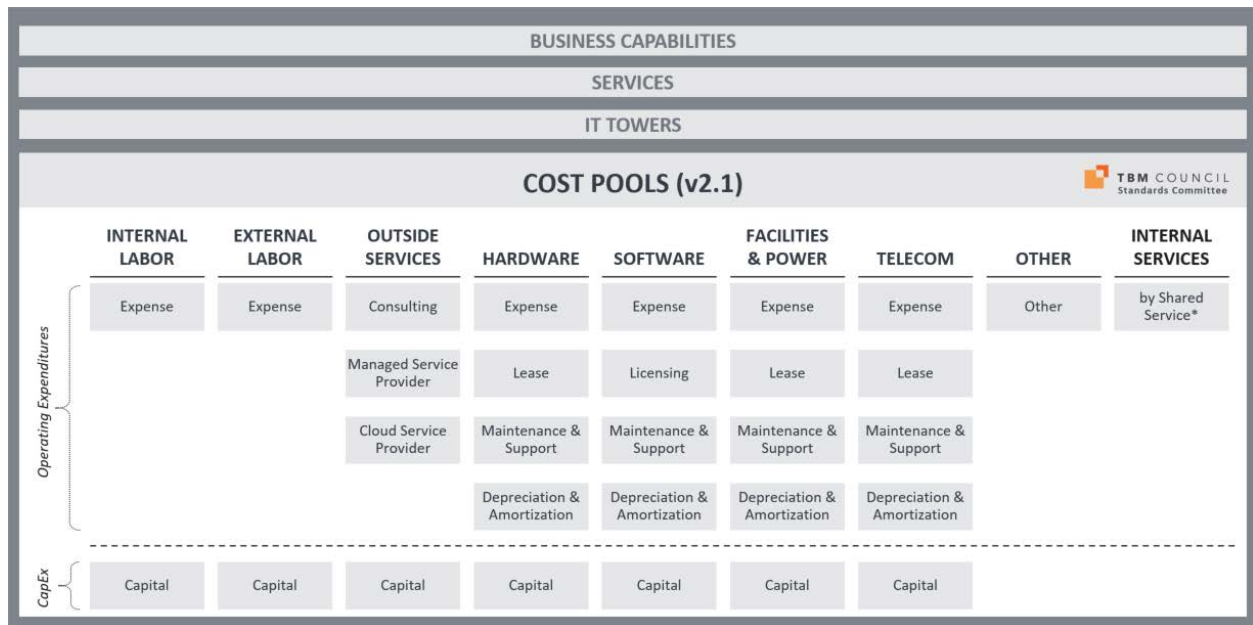 BUSINESS CAPABILITIES
SERVICES
IT TOWERS
COST POOLS (v2.1)
TBM COUNCIL
Standards Committee
INTERNAL
LABOR
EXTERNAL
LABOR
OUTSIDE
SERVICES
HARDWARE
SOFTWARE
FACILITIES
& POWER
TELECOM
OTHER
INTERNAL
SERVICES
Operating Expenditures
Expense
Expense
Consulting
Expense
Expense
Expense
Expense
Other
by Shared
Service*
Managed Service
Provider
Lease
Licensing
Lease
Lease
Cloud Service
Provider
Maintenance &
Support
Maintenance &
Support
Maintenance &
Support
Maintenance &
Support
Depreciation &
Amortization
Depreciation &
Amortization
Depreciation &
Amortization
Depreciation &
Amortization
CapEx
Capital
Capital
Capital
Capital
Capital
Capital
Capital